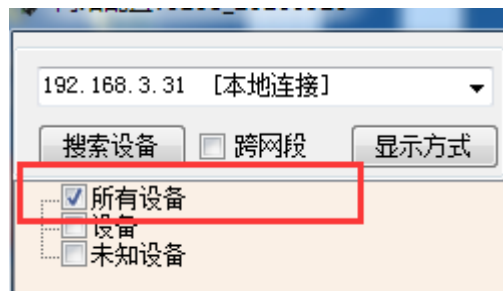 192.168.3.31 [本地连接]
搜索设备 跨网段 显示方式
所有设备
设备
未知设备